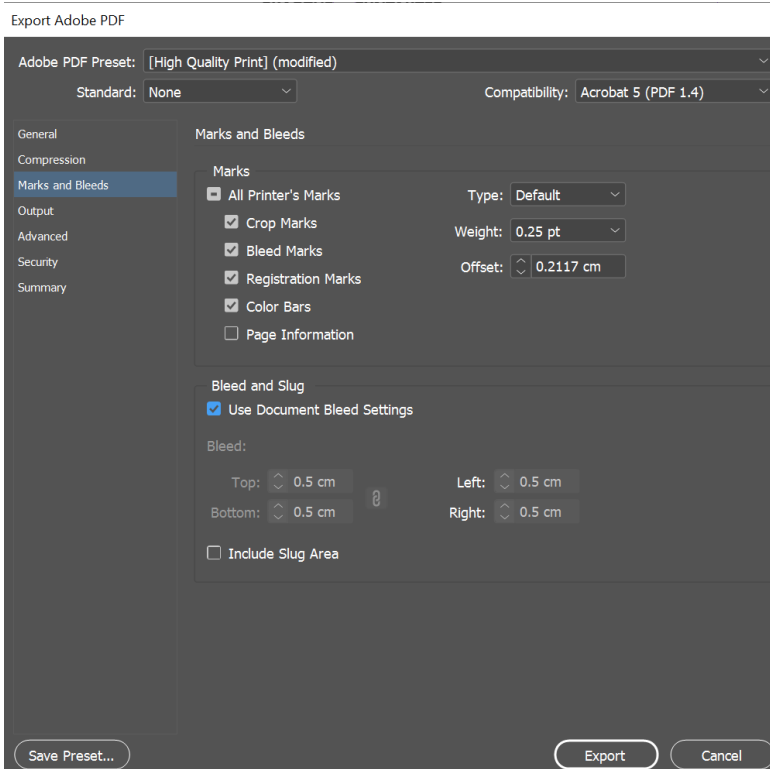 Export Adobe PDF
Adobe PDF Preset: [High Quality Print] (modified)
Standard: None Compatibility: Acrobat 5 (PDF 1.4)
General
Compression
Marks and Bleeds
Output
Advanced
Security
Summary
Marks and Bleeds
Marks
All Printer's Marks
Crop Marks
Bleed Marks
Registration Marks
Color Bars
Page Information
Type: Default
Weight: 0.25 pt
Offset: 0.2117 cm
Bleed and Slug
Use Document Bleed Settings
Bleed:
Top: 0.5 cm Left: 0.5 cm
Bottom: 0.5 cm Right: 0.5 cm
Include Slug Area
Save Preset... Export Cancel